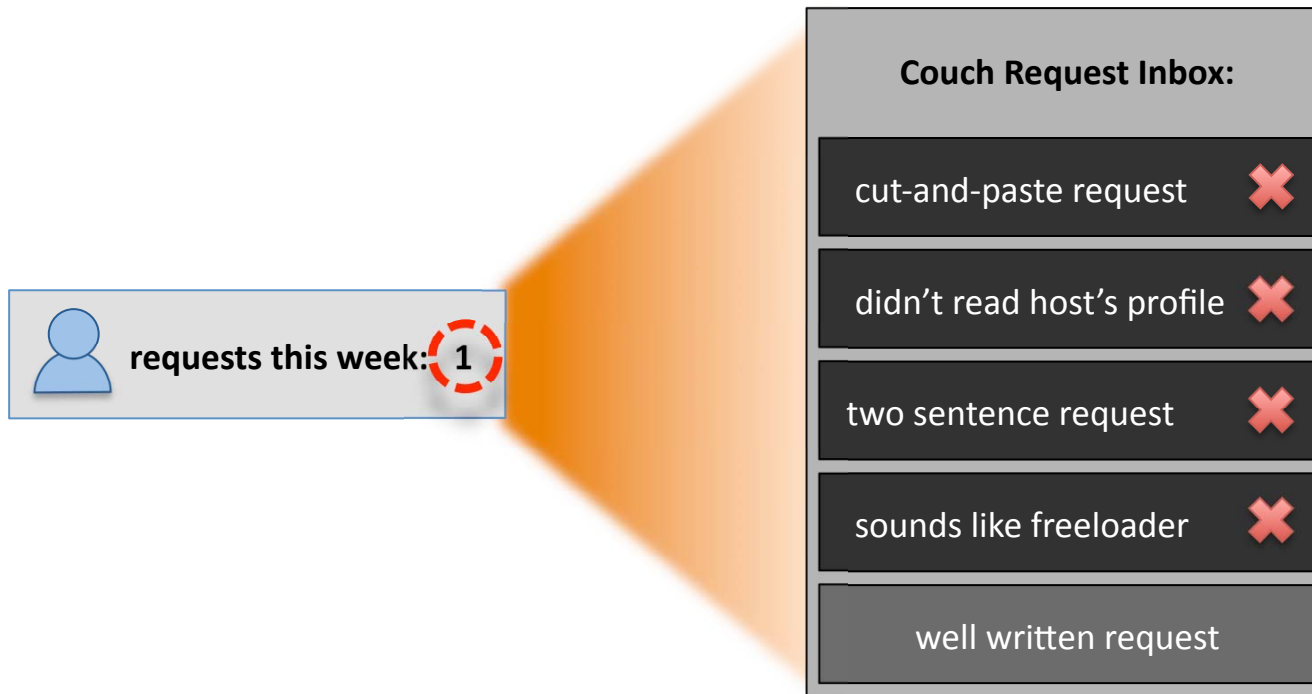 requests this week: 1
Couch Request Inbox:
cut-and-paste request
didn’t read host’s profile
two sentence request
sounds like freeloader
well written request